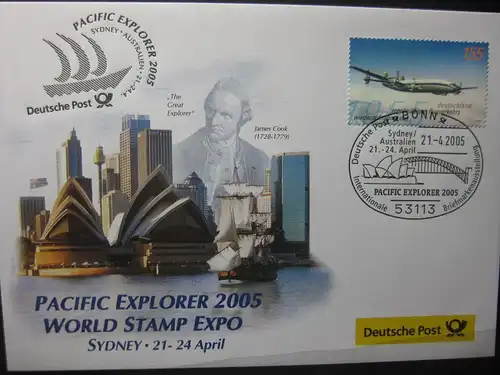 PACIFIC EXPLORER 2005
SYDNEY · AUSTRALIEN · 21.-24.4.
Deutsche Post
„The
Great
Explorer"
James Cook
(1728-1779)
155
Deutschland
Deutsche Post BONN
Sydney/
Australien
21.-24. April
21.-4.2005
PACIFIC EXPLORER 2005
Internationale Briefmarkenausstellung
53113
PACIFIC EXPLORER 2005
WORLD STAMP EXPO
SYDNEY · 21- 24 April
Deutsche Post